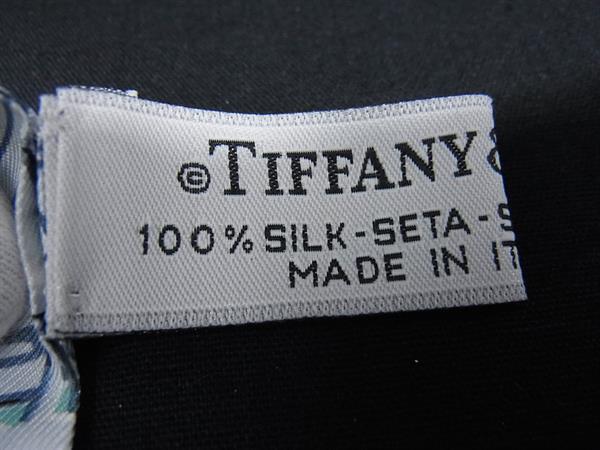 ©TIFFANY &
100% SILK-SETA-S
MADE IN IT